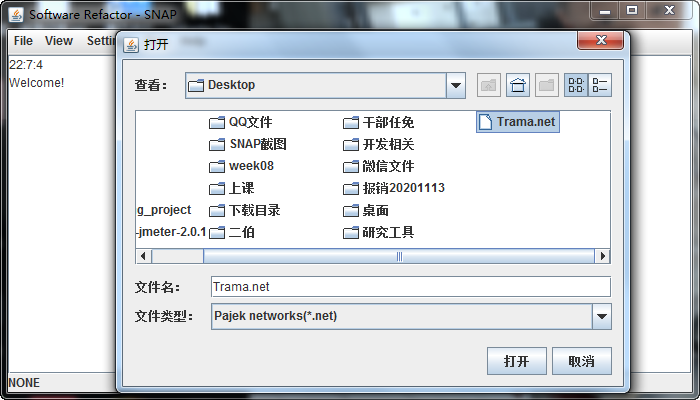 Software Refactor - SNAP
File View Settin
打开
22:7:4
Welcome!
查看： Desktop
QQ文件 干部任免 Trama.net
SNAP截图 开发相关
week08 微信文件
上课 报销20201113
g_project 下载目录 桌面
-jmeter-2.0.1 二伯 研究工具
文件名： Trama.net
文件类型： Pajek networks(*.net)
打开 取消
NONE